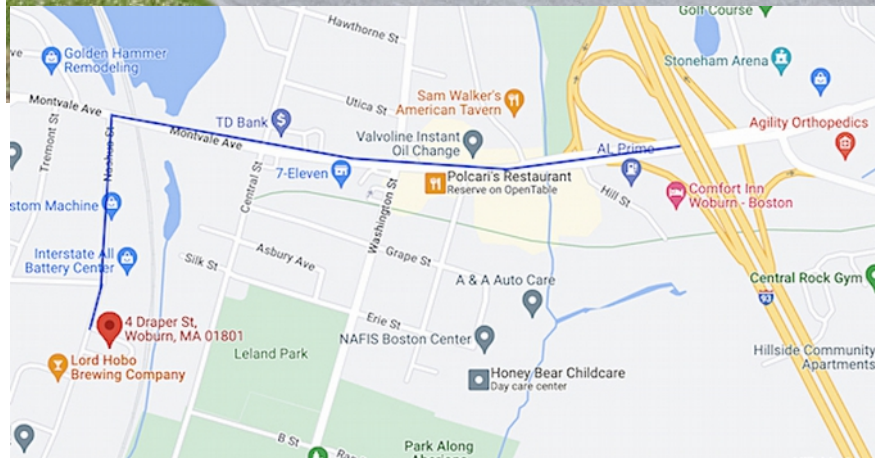 Hawthorne St
Golf Course
Golden Hammer
Remodeling
Stoneham Arena
Montvale Ave
Utica St
Sam Walker's
American Tavern
TD Bank
Montvale Ave
Valvoline Instant
Oil Change
AL Prime
Agility Orthopedics
Tremont St
Nashua St
Central St
7-Eleven
Polcari's Restaurant
Reserve on OpenTable
Hill St
Comfort Inn
Woburn - Boston
stom Machine
Washington St
Interstate All
Battery Center
Silk St
Asbury Ave
Grape St
A & A Auto Care
Central Rock Gym
93
4 Draper St,
Woburn, MA 01801
Erie St
NAFIS Boston Center
Leland Park
Lord Hobo
Brewing Company
Honey Bear Childcare
Day care center
Hillside Community
Apartments
B St
Park Along